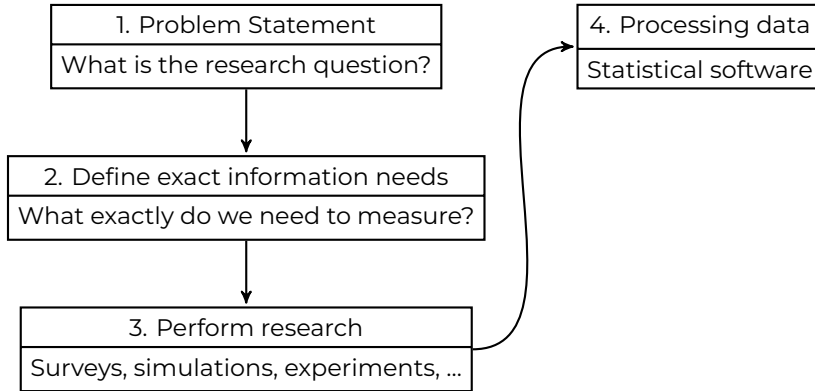 1. Problem Statement
What is the research question?
2. Define exact information needs
What exactly do we need to measure?
3. Perform research
Surveys, simulations, experiments, ...
4. Processing data
Statistical software